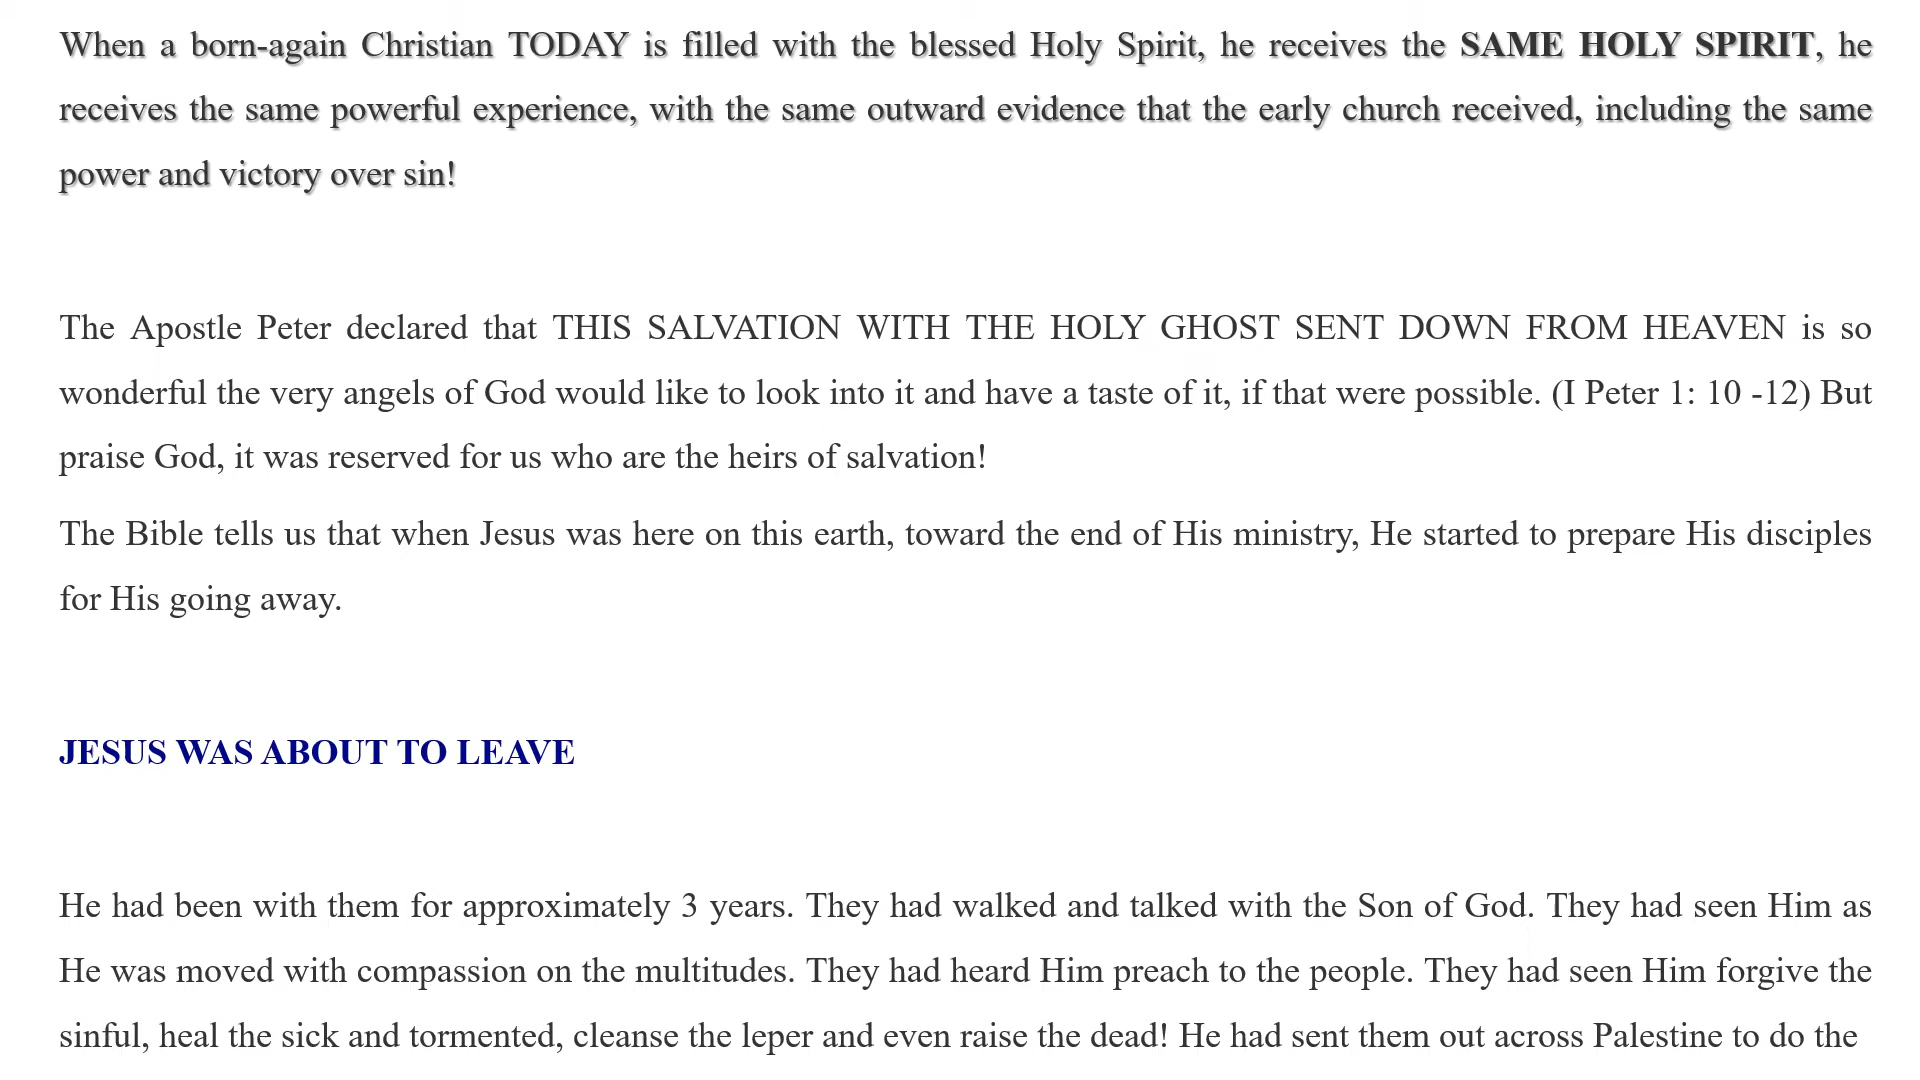 When a born-again Christian TODAY is filled with the blessed Holy Spirit, he receives the SAME HOLY SPIRIT, he
receives the same powerful experience, with the same outward evidence that the early church received, including the same
power and victory over sin!
The Apostle Peter declared that THIS SALVATION WITH THE HOLY GHOST SENT DOWN FROM HEAVEN is so
wonderful the very angels of God would like to look into it and have a taste of it, if that were possible. (I Peter 1: 10 -12) But
praise God, it was reserved for us who are the heirs of salvation!
The Bible tells us that when Jesus was here on this earth, toward the end of His ministry, He started to prepare His disciples
for His going away.
JESUS WAS ABOUT TO LEAVE
He had been with them for approximately 3 years. They had walked and talked with the Son of God. They had seen Him as
He was moved with compassion on the multitudes. They had heard Him preach to the people. They had seen Him forgive the
sinful, heal the sick and tormented, cleanse the leper and even raise the dead! He had sent them out across Palestine to do the